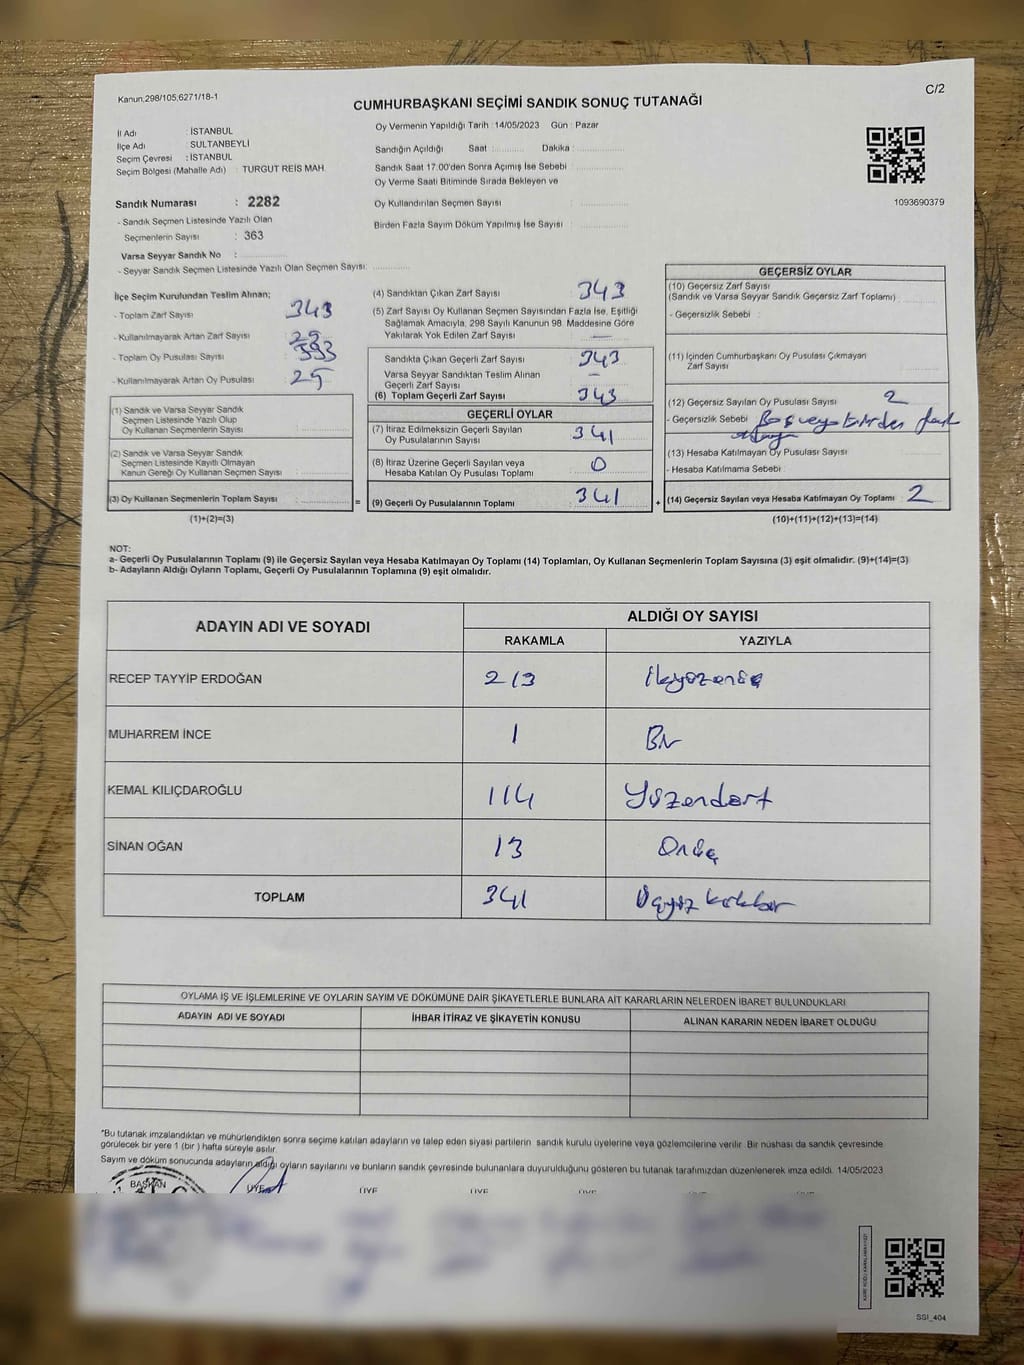 Kanun,298/105,6271/18-1
C/2
CUMHURBAŞKANI SEÇİMİ SANDIK SONUÇ TUTANAĞI
İl Adı : İSTANBUL
İlçe Adı : SULTANBEYLİ
Seçim Çevresi : İSTANBUL
Seçim Bölgesi (Mahalle Adı) : TURGUT REİS MAH.
Sandık Numarası : 2282
- Sandık Seçmen Listesinde Yazılı Olan
Seçmenlerin Sayısı : 363
Varsa Seyyar Sandık No :
- Seyyar Sandık Seçmen Listesinde Yazılı Olan Seçmen Sayısı:
Oy Vermenin Yapıldığı Tarih : 14/05/2023 Gün : Pazar
Sandığın Açıldığı Saat : Dakika :
Sandık Saat 17.00'den Sonra Açılmış İse Sebebi
Oy Verme Saati Bitiminde Sırada Bekleyen ve
Oy Kullandırılan Seçmen Sayısı :
Birden Fazla Sayım Döküm Yapılmış İse Sayısı :
1093690379
İlçe Seçim Kurulundan Teslim Alınan;
- Toplam Zarf Sayısı : 343
- Kullanılmayarak Artan Zarf Sayısı :
- Toplam Oy Pusulası Sayısı :
- Kullanılmayarak Artan Oy Pusulası : 25
(1) Sandık ve Varsa Seyyar Sandık
Seçmen Listesinde Yazılı Olup
Oy Kullanan Seçmenlerin Sayısı :
(2) Sandık ve Varsa Seyyar Sandık
Seçmen Listesinde Kayıtlı Olmayan
Kanun Gereği Oy Kullanan Seçmen Sayısı :
(3) Oy Kullanan Seçmenlerin Toplam Sayısı : =
(1)+(2)=(3)
(4) Sandıktan Çıkan Zarf Sayısı : 343
(5) Zarf Sayısı Oy Kullanan Seçmen Sayısından Fazla İse, Eşitliği
Sağlamak Amacıyla, 298 Sayılı Kanunun 98. Maddesine Göre
Yakılarak Yok Edilen Zarf Sayısı : —
Sandıkta Çıkan Geçerli Zarf Sayısı : 343
Varsa Seyyar Sandıktan Teslim Alınan
Geçerli Zarf Sayısı : —
(6) Toplam Geçerli Zarf Sayısı : 343
GEÇERLİ OYLAR
(7) İtiraz Edilmeksizin Geçerli Sayılan
Oy Pusulalarının Sayısı : 341
(8) İtiraz Üzerine Geçerli Sayılan veya
Hesaba Katılan Oy Pusulası Toplamı : 0
(9) Geçerli Oy Pusulalarının Toplamı : 341 +
GEÇERSİZ OYLAR
(10) Geçersiz Zarf Sayısı
(Sandık ve Varsa Seyyar Sandık Geçersiz Zarf Toplamı) :
- Geçersizlik Sebebi :
(11) İçinden Cumhurbaşkanı Oy Pusulası Çıkmayan
Zarf Sayısı :
(12) Geçersiz Sayılan Oy Pusulası Sayısı : 2
- Geçersizlik Sebebi : Boş veya birden
(13) Hesaba Katılmayan Oy Pusulası Sayısı :
- Hesaba Katılmama Sebebi :
(14) Geçersiz Sayılan veya Hesaba Katılmayan Oy Toplamı : 2
(10)+(11)+(12)+(13)=(14)
NOT:
a- Geçerli Oy Pusulalarının Toplamı (9) ile Geçersiz Sayılan veya Hesaba Katılmayan Oy Toplamı (14) Toplamları, Oy Kullanan Seçmenlerin Toplam Sayısına (3) eşit olmalıdır. (9)+(14)=(3)
b- Adayların Aldığı Oyların Toplamı, Geçerli Oy Pusulalarının Toplamına (9) eşit olmalıdır.
ADAYIN ADI VE SOYADI ALDIĞI OY SAYISI
RAKAMLA YAZIYLA
RECEP TAYYİP ERDOĞAN 213 İkiyüzonüç
MUHARREM İNCE 1 Bir
KEMAL KILIÇDAROĞLU 114 Yüzondört
SİNAN OĞAN 13 Onüç
TOPLAM 341 Üçyüz kırkbir
OYLAMA İŞ VE İŞLEMLERİNE VE OYLARIN SAYIM VE DÖKÜMÜNE DAİR ŞİKAYETLERLE BUNLARA AİT KARARLARIN NELERDEN İBARET BULUNDUKLARI
ADAYIN ADI VE SOYADI İHBAR İTİRAZ VE ŞİKAYETİN KONUSU ALINAN KARARIN NEDEN İBARET OLDUĞU
*Bu tutanak imzalandıktan ve mühürlendikten sonra seçime katılan adayların ve talep eden siyasi partilerin sandık kurulu üyelerine veya gözlemcilerine verilir. Bir nüshası da sandık çevresinde
görülecek bir yere 1 (bir ) hafta süreyle asılır.
Sayım ve döküm sonucunda adayların aldığı oyların sayılarını ve bunların sandık çevresinde bulunanlara duyurulduğunu gösteren bu tutanak tarafımızdan düzenlenerek imza edildi. 14/05/2023
BAŞKAN ÜYE ÜYE ÜYE ÜYE ÜYE ÜYE
SSİ_404